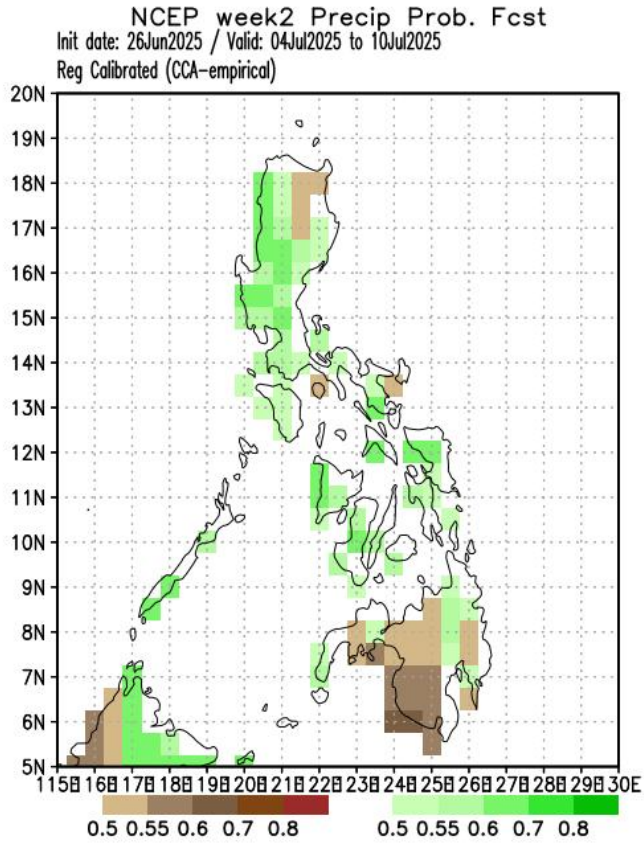 NCEP week2 Precip Prob. Fcst
Init date: 26Jun2025 / Valid: 04Jul2025 to 10Jul2025
Reg Calibrated (CCA-empirical)
20N
19N
18N
17N
16N
15N
14N
13N
12N
11N
10N
9N
8N
7N
6N
5N
115E 116E 117E 118E 119E 120E 121E 122E 123E 124E 125E 126E 127E 128E 129E 130E
0.5 0.55 0.6 0.7 0.8 0.5 0.55 0.6 0.7 0.8